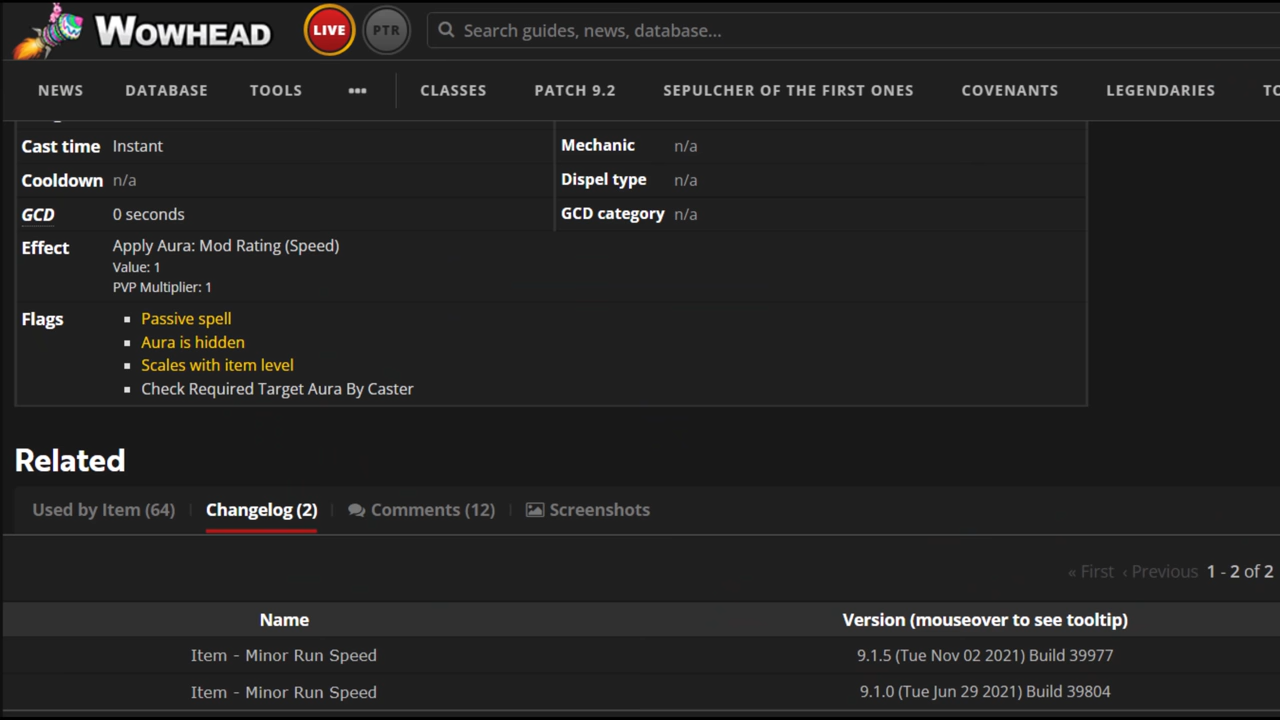 WOWHEAD LIVE PTR Search guides, news, database...
NEWS DATABASE TOOLS ••• CLASSES PATCH 9.2 SEPULCHER OF THE FIRST ONES COVENANTS LEGENDARIES
Cast time Instant Mechanic n/a
Cooldown n/a Dispel type n/a
GCD 0 seconds GCD category n/a
Effect Apply Aura: Mod Rating (Speed)
Value: 1
PVP Multiplier: 1
Flags ▪ Passive spell
▪ Aura is hidden
▪ Scales with item level
▪ Check Required Target Aura By Caster
Related
Used by Item (64) Changelog (2) Comments (12) Screenshots
« First ‹ Previous 1 - 2 of 2
Name Version (mouseover to see tooltip)
Item - Minor Run Speed 9.1.5 (Tue Nov 02 2021) Build 39977
Item - Minor Run Speed 9.1.0 (Tue Jun 29 2021) Build 39804